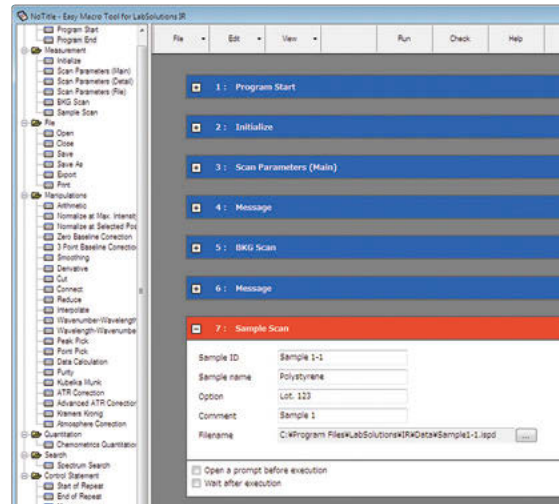 NoTitle - Easy Macro Tool for LabSolutions IR
Program Start
Program End
Measurement
Initialize
Scan Parameters (Main)
Scan Parameters (Detail)
Scan Parameters (File)
BKG Scan
Sample Scan
File
Open
Close
Save
Save As
Export
Print
Manipulations
Arithmetic
Normalize at Max. Intensit
Normalize at Selected Pos
Zero Baseline Correction
3 Point Baseline Correction
Smoothing
Derivative
Cut
Connect
Reduce
Interpolate
Wavenumber-Wavelength
Wavelength-Wavenumbe
Peak Pick
Point Pick
Data Calculation
Purity
Kubelka Munk
ATR Correction
Advanced ATR Correction
Kramers Kronig
Atmosphere Correction
Quantitation
Chemometrics Quantitation
Search
Spectrum Search
Control Statement
Start of Repeat
End of Repeat
File Edit View Run Check Help
1 : Program Start
2 : Initialize
3 : Scan Parameters (Main)
4 : Message
5 : BKG Scan
6 : Message
7 : Sample Scan
Sample ID Sample 1-1
Sample name Polystyrene
Option Lot. 123
Comment Sample 1
Filename C:¥Program Files¥LabSolutions¥IR¥Data¥Sample1-1.ispd ...
Open a prompt before execution
Wait after execution